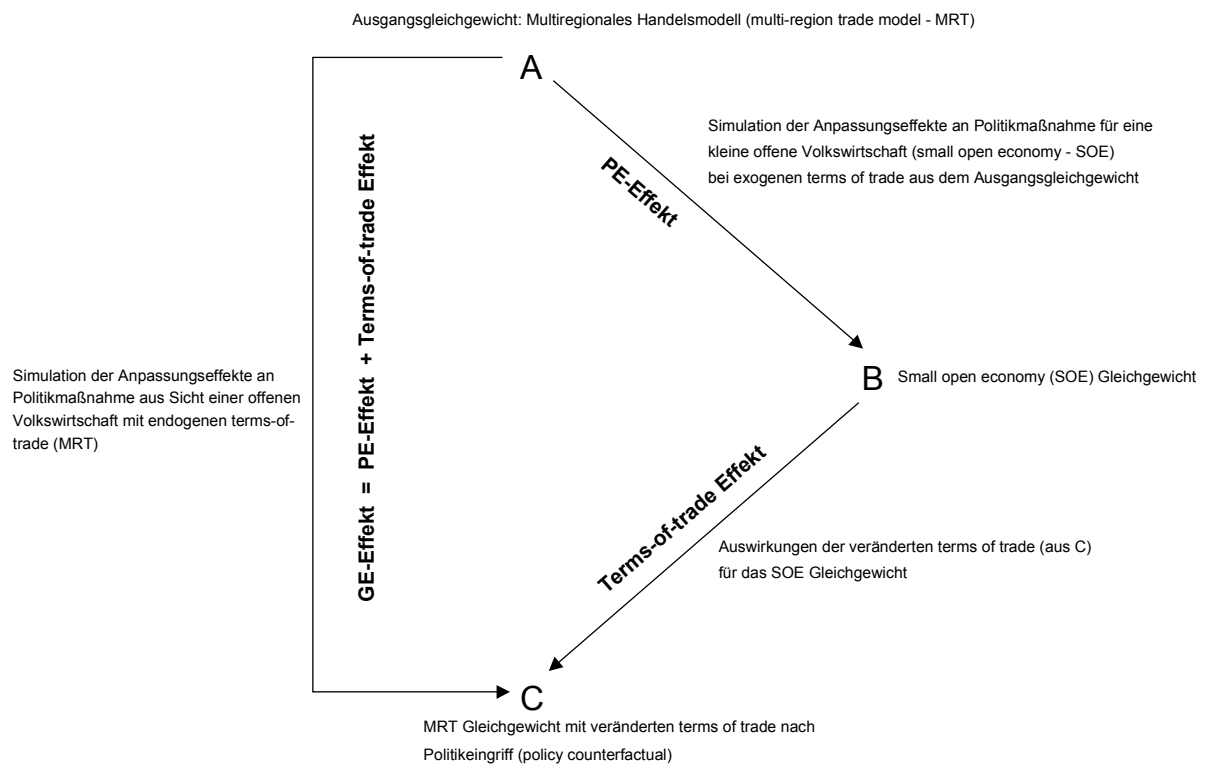 Ausgangsgleichgewicht: Multiregionales Handelsmodell (multi-region trade model - MRT)
A
Simulation der Anpassungseffekte an Politikmaßnahme für eine
kleine offene Volkswirtschaft (small open economy - SOE)
bei exogenen terms of trade aus dem Ausgangsgleichgewicht
PE-Effekt
GE-Effekt = PE-Effekt + Terms-of-trade Effekt
Simulation der Anpassungseffekte an
Politikmaßnahme aus Sicht einer offenen
Volkswirtschaft mit endogenen terms-of-
trade (MRT)
B
Small open economy (SOE) Gleichgewicht
Terms-of-trade Effekt
Auswirkungen der veränderten terms of trade (aus C)
für das SOE Gleichgewicht
C
MRT Gleichgewicht mit veränderten terms of trade nach
Politikeingriff (policy counterfactual)